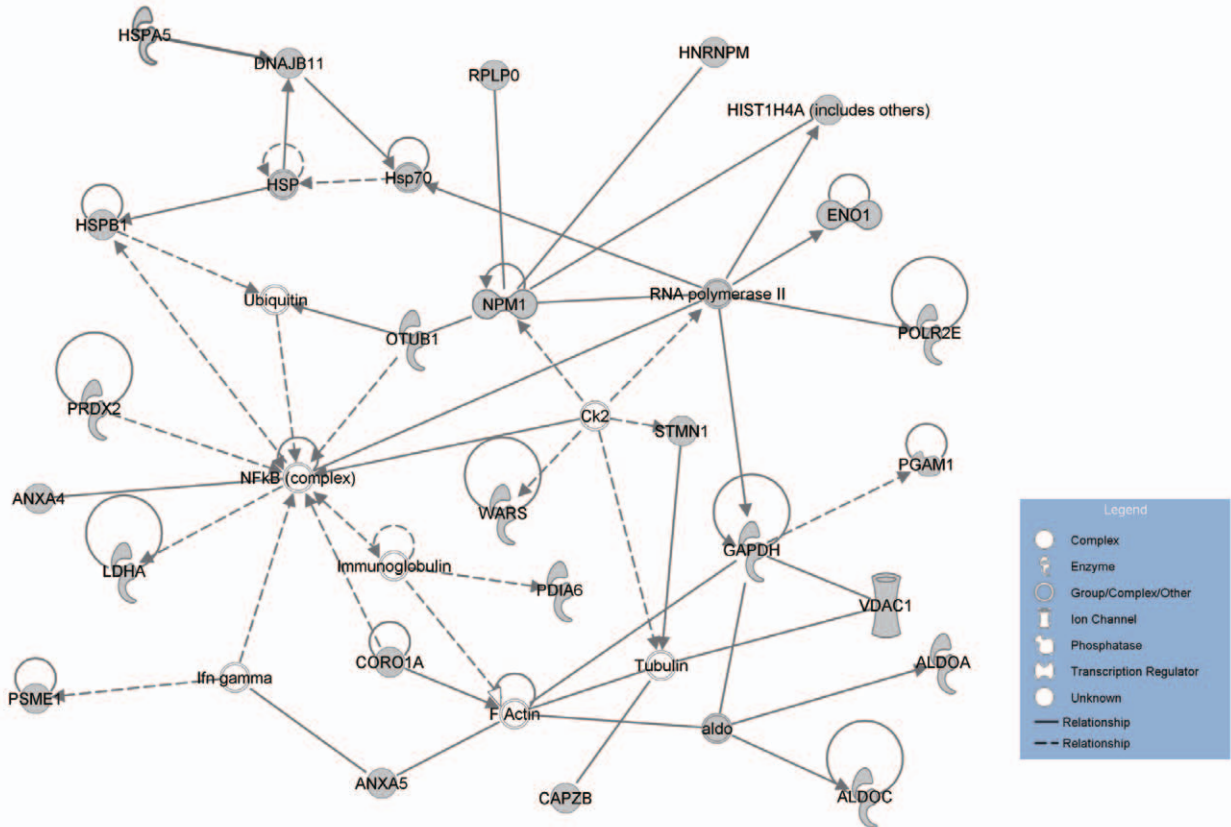 HSPA5
DNAJB11
RPLP0
HNRNPM
HIST1H4A (includes others)
HSP
Hsp70
HSPB1
ENO1
Ubiquitin
NPM1
RNA polymerase II
OTUB1
POLR2E
PRDX2
Ck2
STMN1
NFkB (complex)
PGAM1
ANXA4
WARS
GAPDH
LDHA
Immunoglobulin
PDIA6
VDAC1
CORO1A
Tubulin
ALDOA
Ifn gamma
PSME1
F Actin
aldo
ANXA5
CAPZB
ALDOC
Legend
Complex
Enzyme
Group/Complex/Other
Ion Channel
Phosphatase
Transcription Regulator
Unknown
Relationship
Relationship